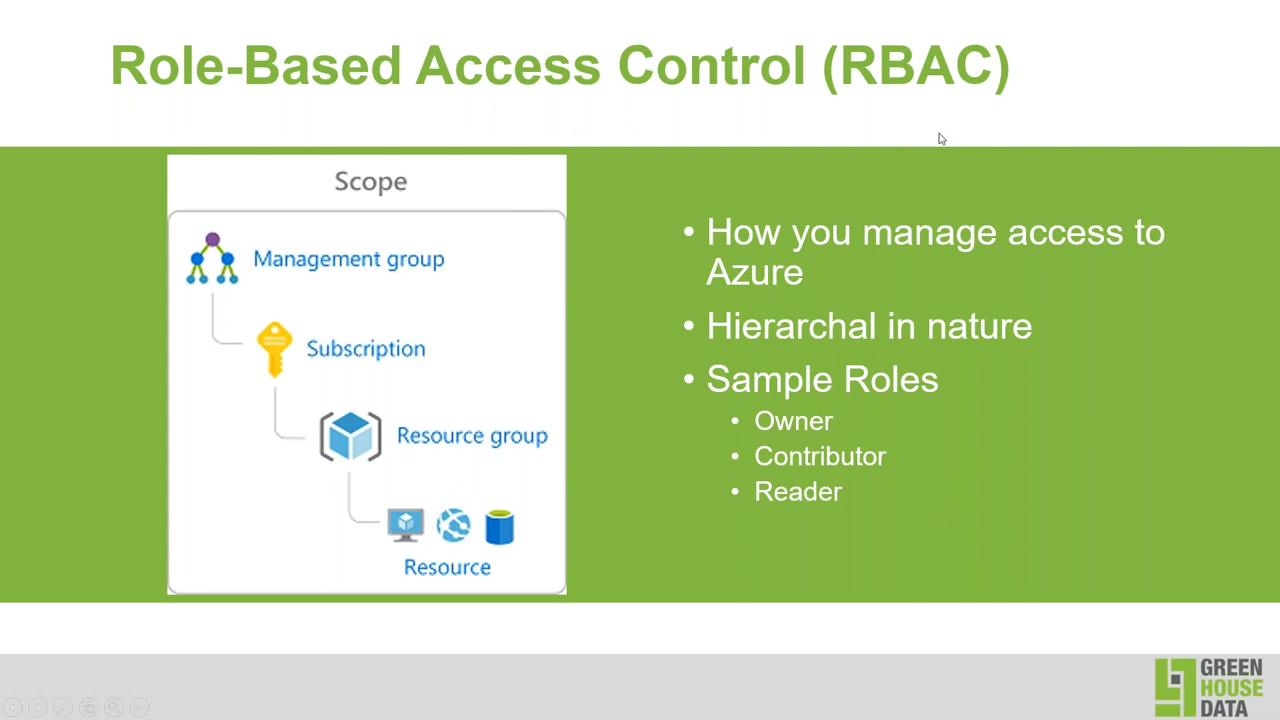 Role-Based Access Control (RBAC)
Scope
Management group
Subscription
Resource group
Resource
• How you manage access to
Azure
• Hierarchal in nature
• Sample Roles
• Owner
• Contributor
• Reader
GREEN
HOUSE
DATA